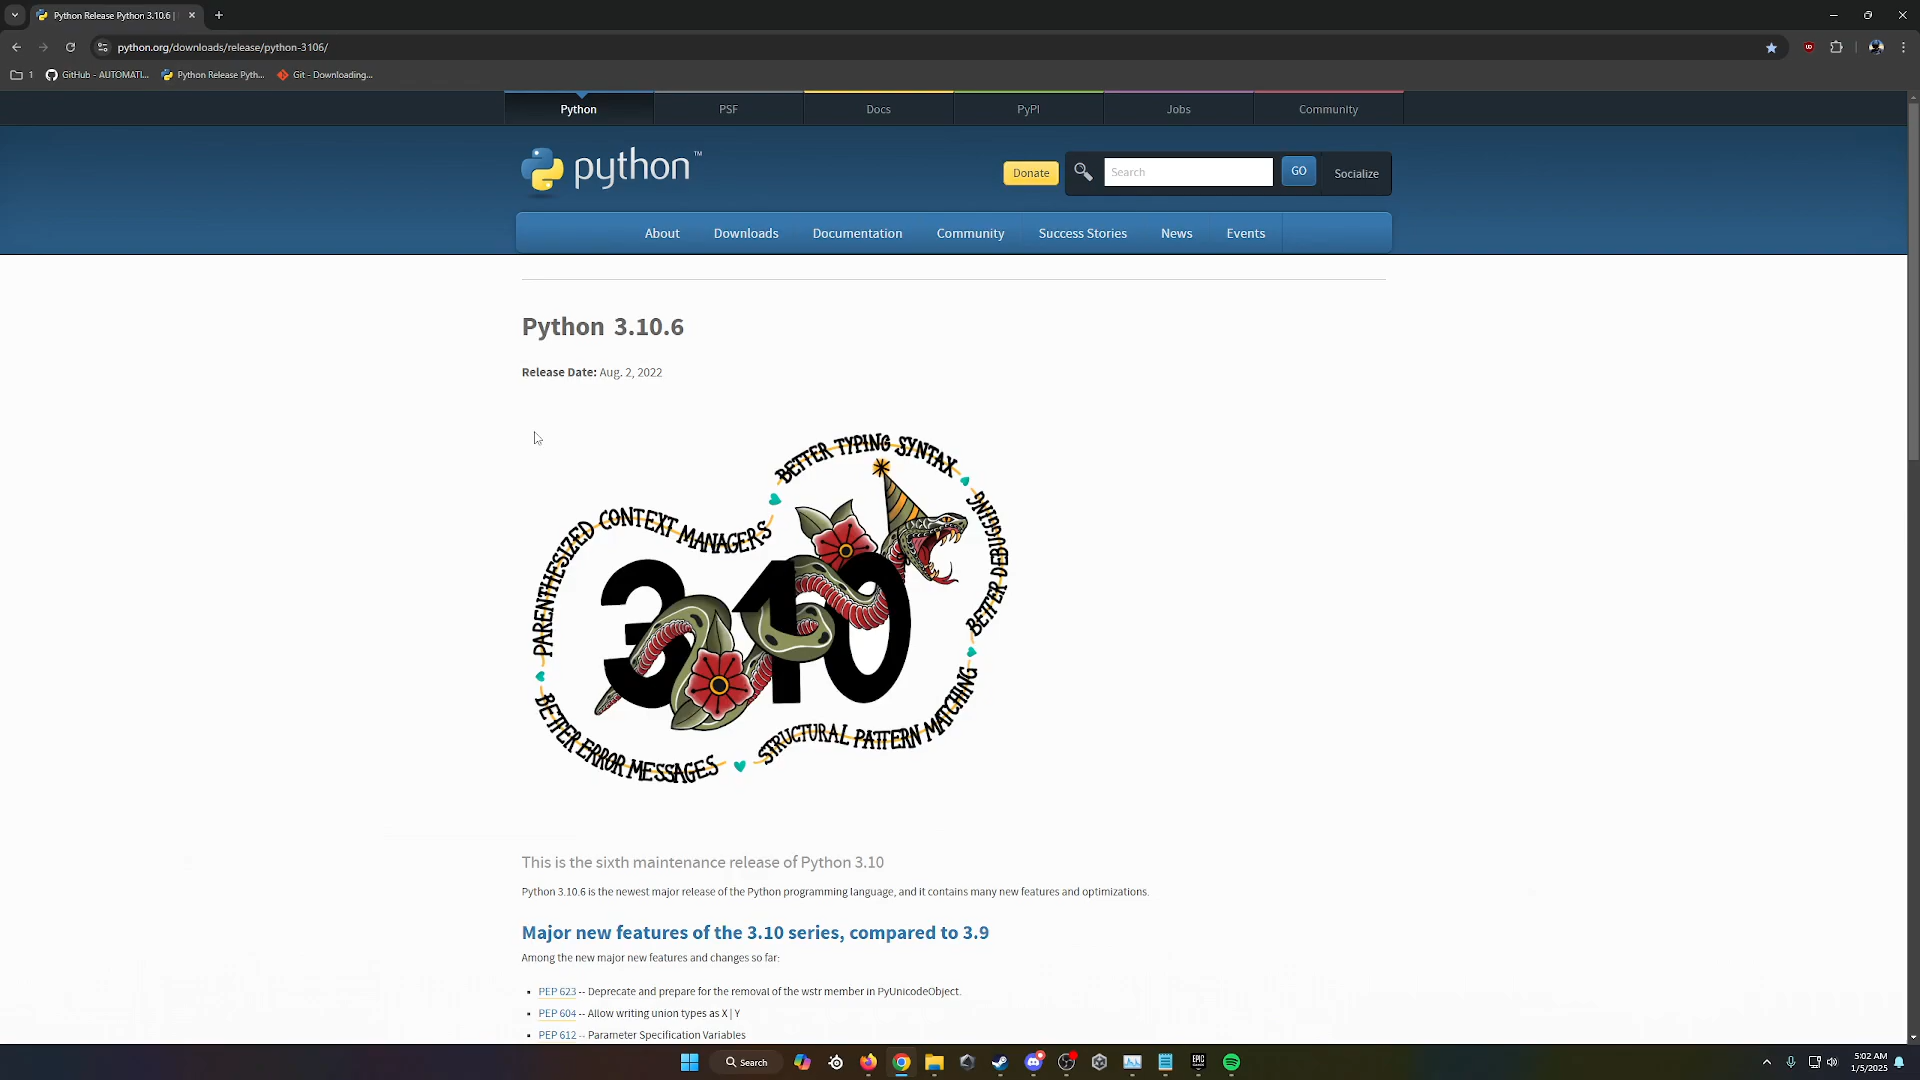 Python Release Python 3.10.6 |
python.org/downloads/release/python-3106/
1
GitHub - AUTOMATI...
Python Release Pyth...
Git - Downloading...
Python
PSF
Docs
PyPI
Jobs
Community
python™
Donate
Search
GO
Socialize
About
Downloads
Documentation
Community
Success Stories
News
Events
Python 3.10.6
Release Date: Aug. 2, 2022
BETTER TYPING SYNTAX
PARENTHESIZED CONTEXT MANAGERS
BETTER DEBUGGING
3.10
BETTER ERROR MESSAGES
STRUCTURAL PATTERN MATCHING
This is the sixth maintenance release of Python 3.10
Python 3.10.6 is the newest major release of the Python programming language, and it contains many new features and optimizations.
Major new features of the 3.10 series, compared to 3.9
Among the new major new features and changes so far:
PEP 623 -- Deprecate and prepare for the removal of the wstr member in PyUnicodeObject.
PEP 604 -- Allow writing union types as X | Y
PEP 612 -- Parameter Specification Variables
Search
EPIC
5:02 AM
1/5/2025